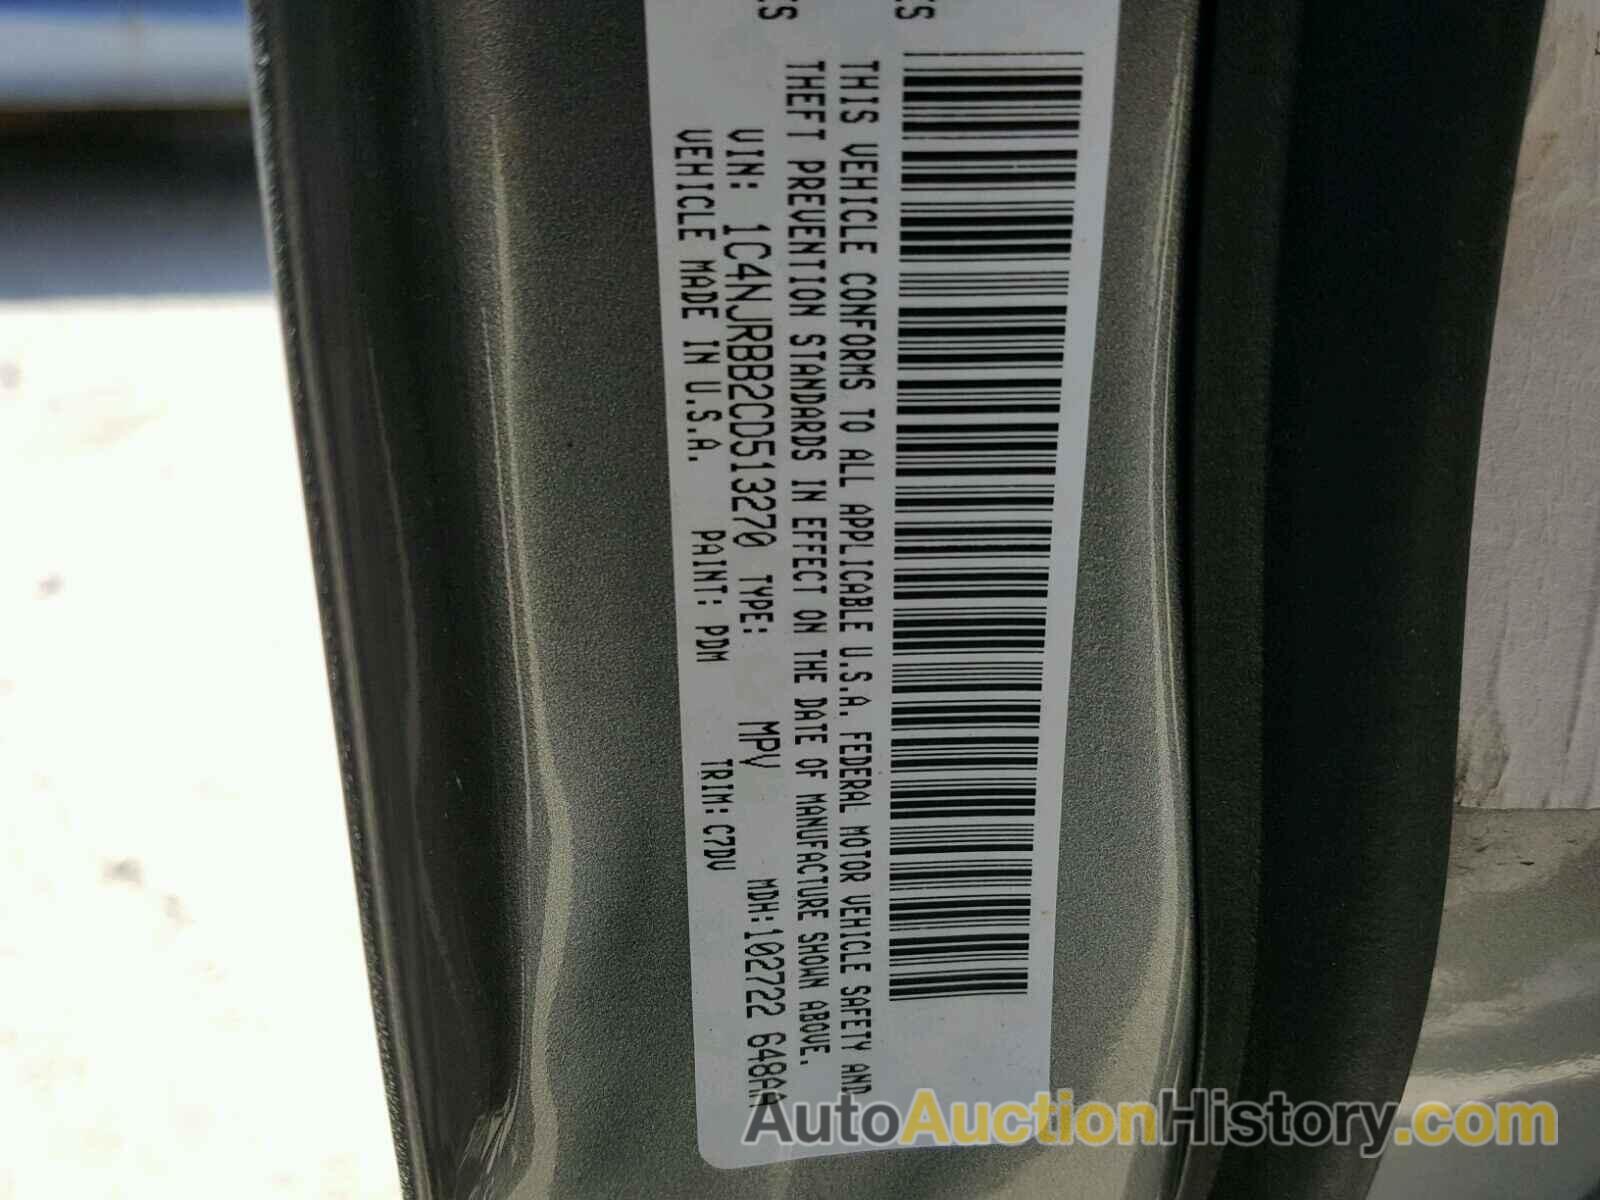 THIS VEHICLE CONFORMS TO ALL APPLICABLE U.S.A. FEDERAL MOTOR VEHICLE SAFETY AND
THEFT PREVENTION STANDARDS IN EFFECT ON THE DATE OF MANUFACTURE SHOWN ABOVE.
VIN: 1C4NJRBB2CD513270 TYPE: MPV MDH:102722 648AA
VEHICLE MADE IN U.S.A. PAINT: PDM TRIM:C7DV
AutoAuctionHistory.com